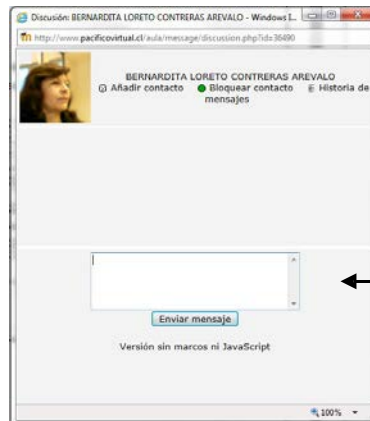 Discusión: BERNARDITA LORETO CONTRERAS AREVALO - Windows I...
http://www.pacificovirtual.cl/aula/message/discussion.php?id=36490
BERNARDITA LORETO CONTRERAS AREVALO
Añadir contacto Bloquear contacto Historia de
mensajes
Enviar mensaje
Versión sin marcos ni JavaScript
100%